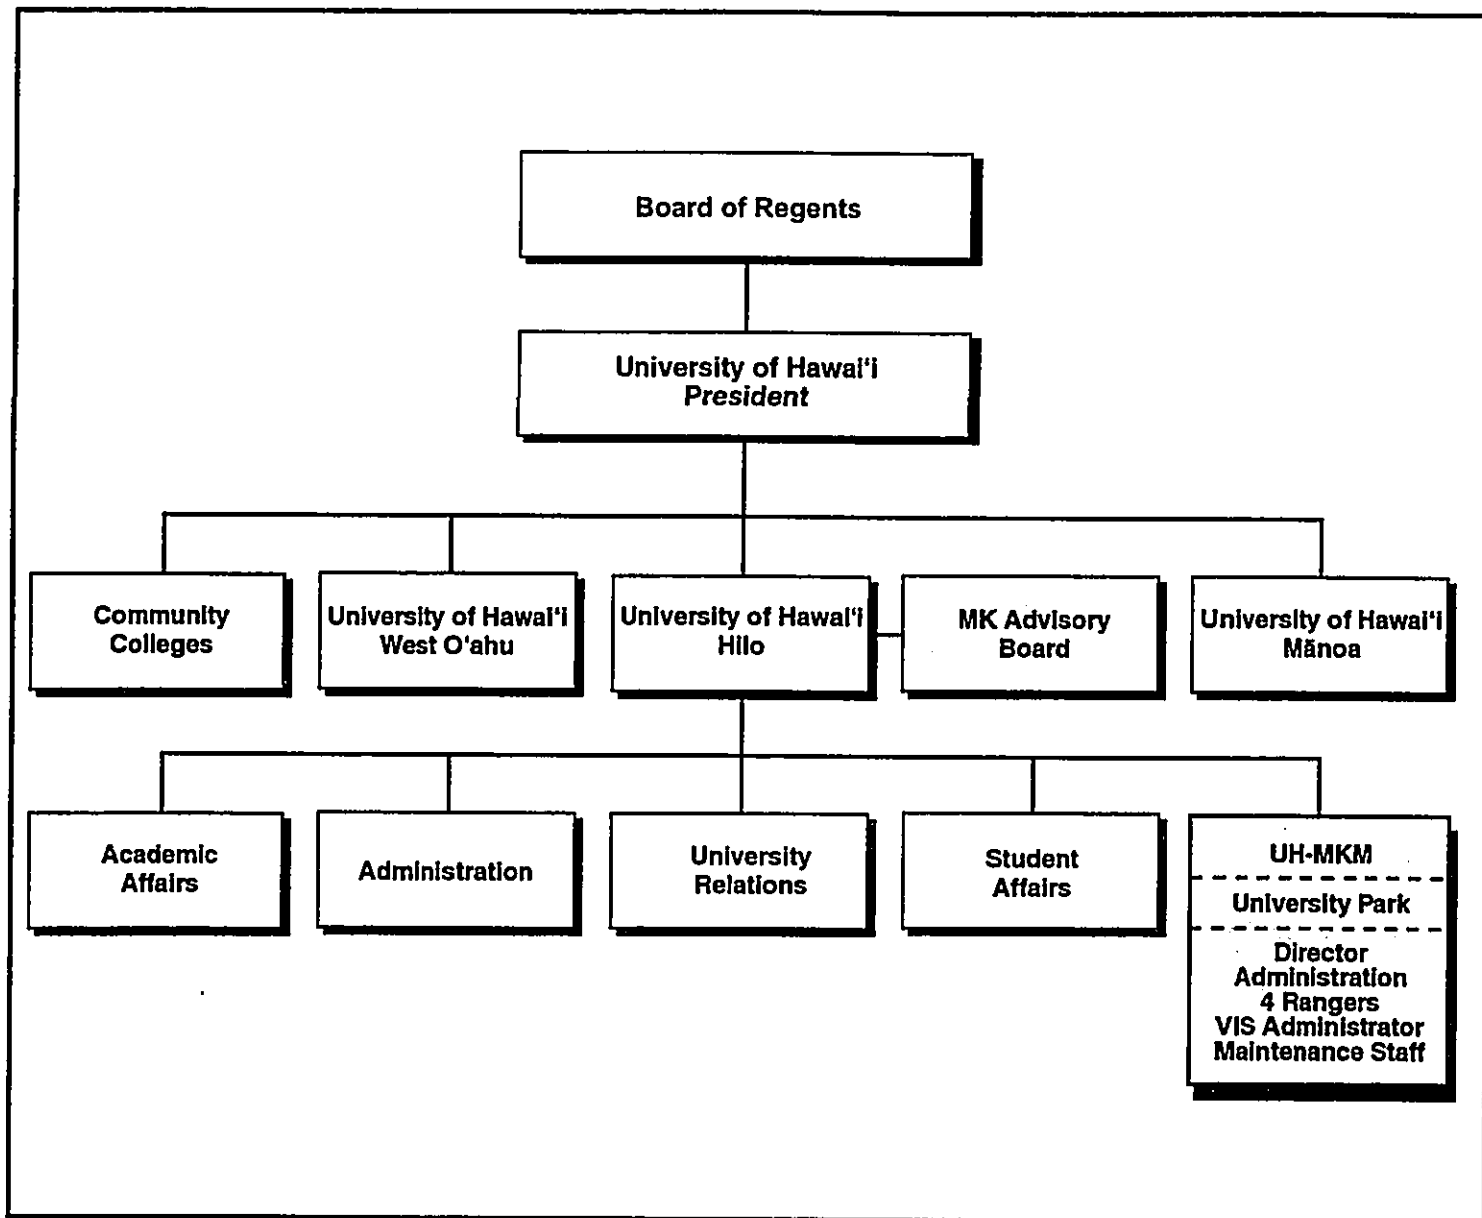 Board of Regents
University of Hawai‘i
President
Community
Colleges
University of Hawai‘i
West O'ahu
University of Hawai‘i
Hilo
MK Advisory
Board
University of Hawai‘i
Mānoa
Academic
Affairs
Administration
University
Relations
Student
Affairs
UH-MKM
University Park
Director
Administration
4 Rangers
VIS Administrator
Maintenance Staff